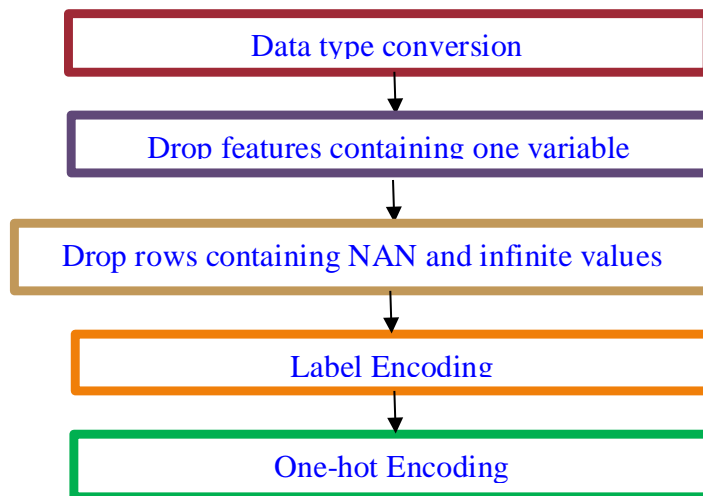 Data type conversion
Drop features containing one variable
Drop rows containing NAN and infinite values
Label Encoding
One-hot Encoding